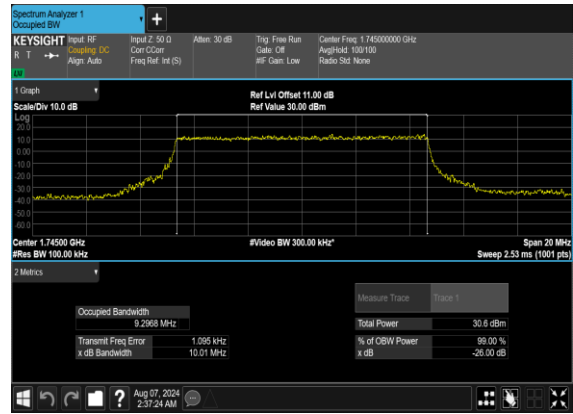 Spectrum Analyzer 1
Occupied BW
KEYSIGHT Input: RF Input Z: 50 Ω Atten: 30 dB Trig: Free Run Center Freq: 1.745000000 GHz
R T Coupling: DC Corr CCorr Gate: Off Avg|Hold: 100/100
Align: Auto Freq Ref: Int (S) #IF Gain: Low Radio Std: None
1 Graph
Ref Lvl Offset 11.00 dB
Scale/Div 10.0 dB Ref Value 30.00 dBm
Log
20.0
10.0
0.00
-10.0
-20.0
-30.0
-40.0
-50.0
-60.0
Center 1.74500 GHz #Video BW 300.00 kHz* Span 20 MHz
#Res BW 100.00 kHz Sweep 2.53 ms (1001 pts)
2 Metrics
Measure Trace Trace 1
Occupied Bandwidth
9.2968 MHz Total Power 30.6 dBm
Transmit Freq Error 1.095 kHz % of OBW Power 99.00 %
x dB Bandwidth 10.01 MHz x dB -26.00 dB
? Aug 07, 2024
2:37:24 AM